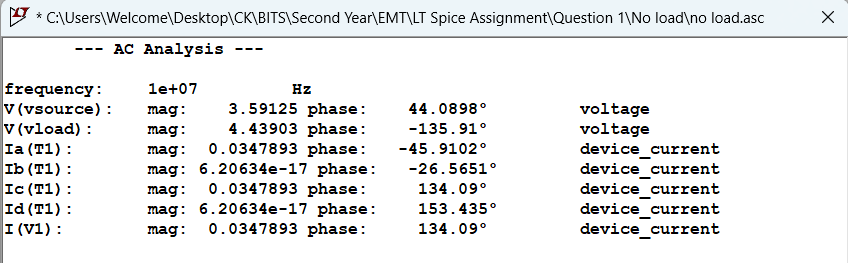 * C:\Users\Welcome\Desktop\CK\BITS\Second Year\EMT\LT Spice Assignment\Question 1\No load\no load.asc
--- AC Analysis ---
frequency: 1e+07 Hz
V(vsource): mag: 3.59125 phase: 44.0898° voltage
V(vload): mag: 4.43903 phase: -135.91° voltage
Ia(T1): mag: 0.0347893 phase: -45.9102° device_current
Ib(T1): mag: 6.20634e-17 phase: -26.5651° device_current
Ic(T1): mag: 0.0347893 phase: 134.09° device_current
Id(T1): mag: 6.20634e-17 phase: 153.435° device_current
I(V1): mag: 0.0347893 phase: 134.09° device_current